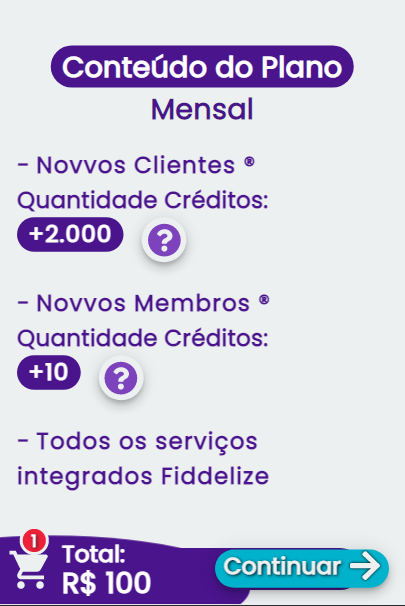 Conteúdo do Plano
Mensal
- Novvos Clientes ®
Quantidade Créditos:
+2.000 ?
- Novvos Membros ®
Quantidade Créditos:
+10 ?
- Todos os serviços
integrados Fiddelize
1
Total:
R$ 100
Continuar